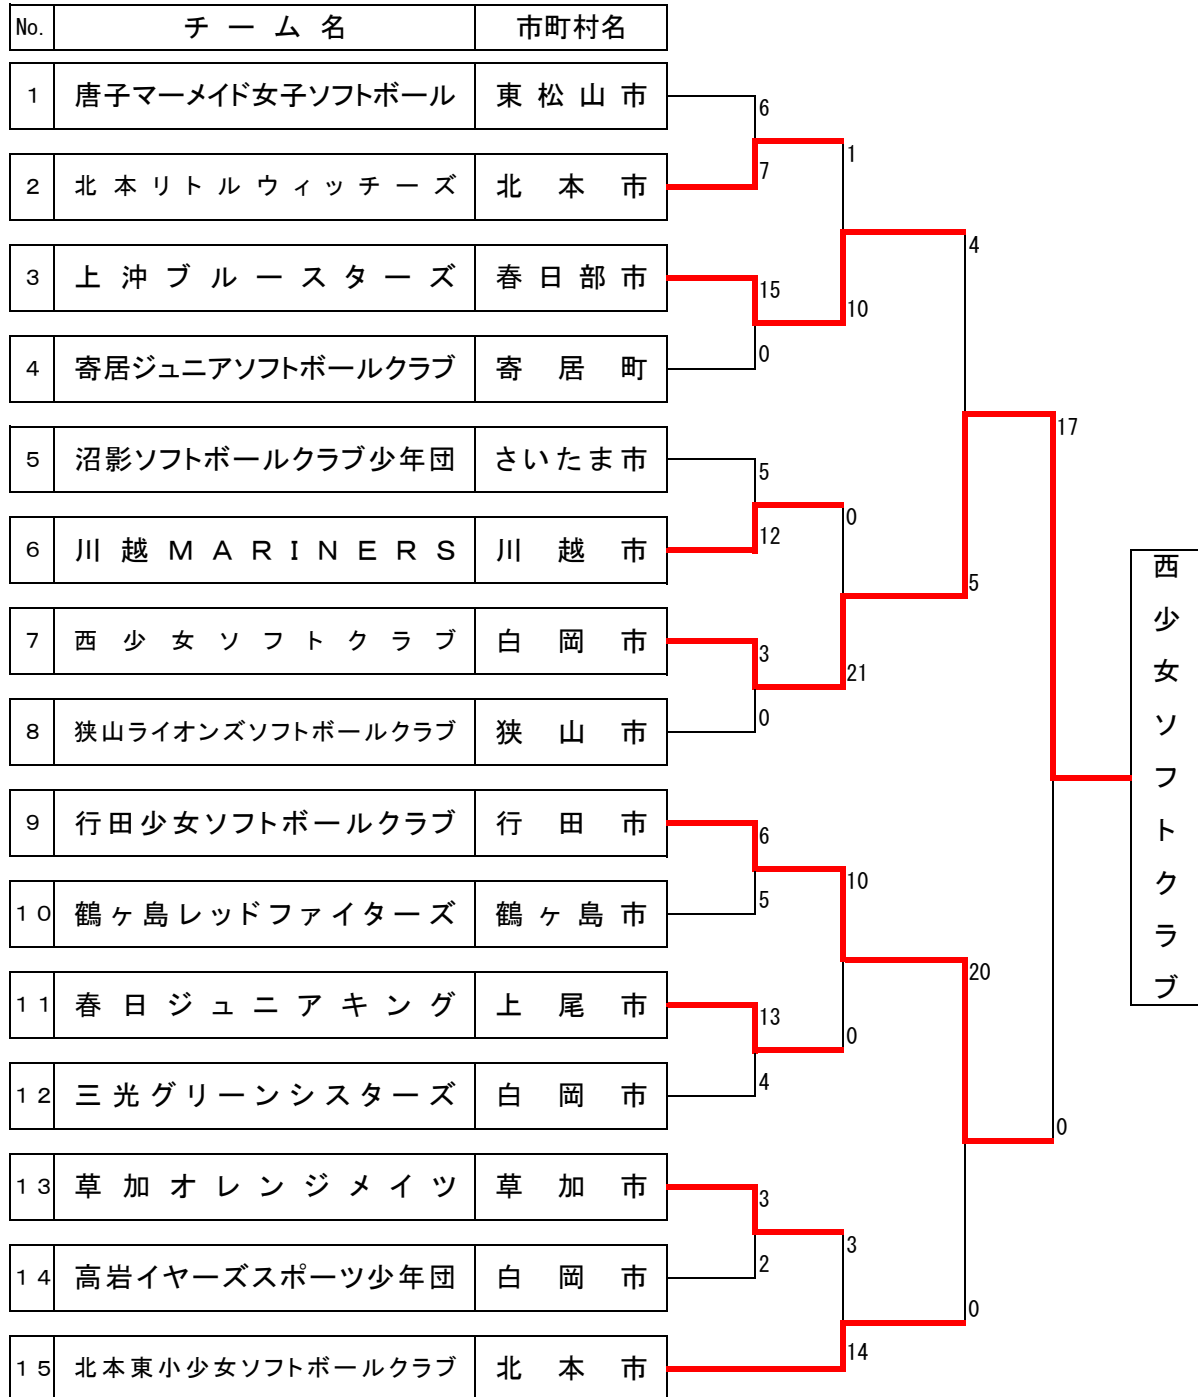 No. チーム名 市町村名
1 唐子マーメイド女子ソフトボール 東松山市
6
1
2 北本リトルウィッチーズ 北本市
7
4
3 上沖ブルースターズ 春日部市
15
10
4 寄居ジュニアソフトボールクラブ 寄居町
0
17
5 沼影ソフトボールクラブ少年団 さいたま市
5
0
6 川越MARINERS 川越市
12
5
7 西少女ソフトクラブ 白岡市
3
21
8 狭山ライオンズソフトボールクラブ 狭山市
0
西少女ソフトクラブ
9 行田少女ソフトボールクラブ 行田市
6
10
10 鶴ヶ島レッドファイターズ 鶴ヶ島市
5
20
11 春日ジュニアキング 上尾市
13
0
12 三光グリーンシスターズ 白岡市
4
0
13 草加オレンジメイツ 草加市
3
3
14 高岩イヤーズスポーツ少年団 白岡市
2
0
15 北本東小少女ソフトボールクラブ 北本市
14